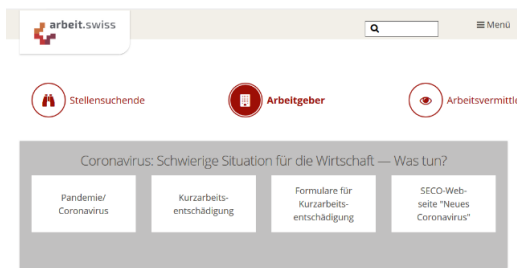 arbeit.swiss
Menü
Stellensuchende
Arbeitgeber
Arbeitsvermittle
Coronavirus: Schwierige Situation für die Wirtschaft — Was tun?
Pandemie/
Coronavirus
Kurzarbeits-
entschädigung
Formulare für
Kurzarbeits-
entschädigung
SECO-Web-
seite "Neues
Coronavirus"